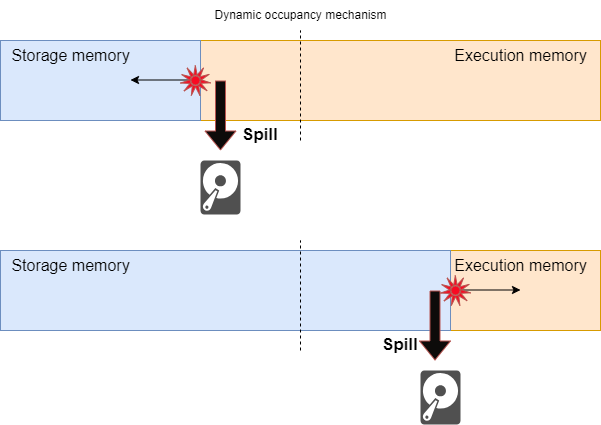 Dynamic occupancy mechanism
Storage memory
Execution memory
Spill
Storage memory
Execution memory
Spill